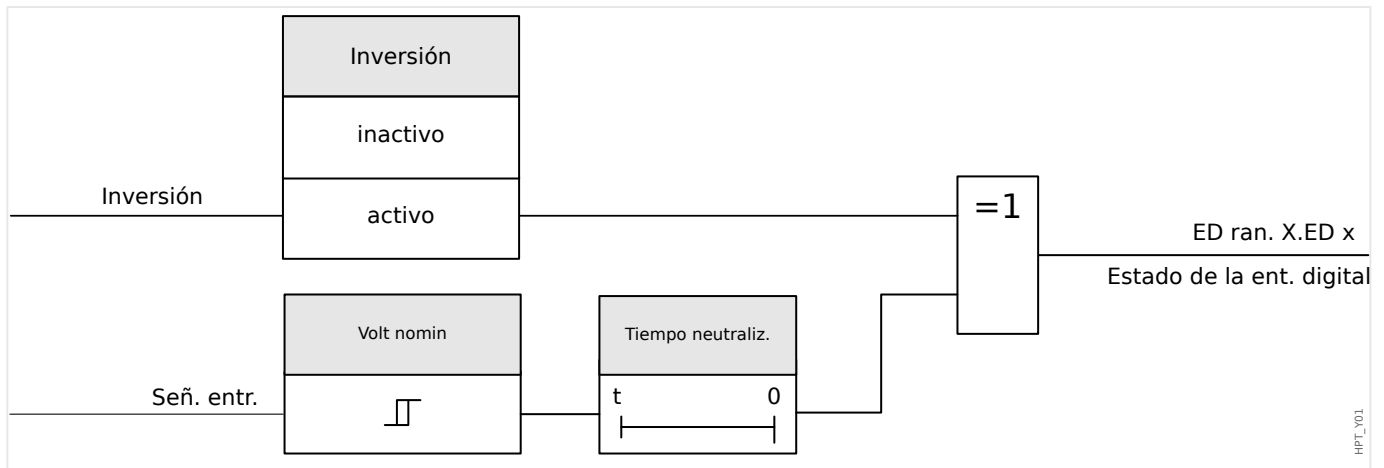 Inversión
inactivo
Inversión
activo
=1
ED ran. X.ED x
Estado de la ent. digital
Volt nomin
Tiempo neutraliz.
Señ. entr.
t 0
HPT_Y01